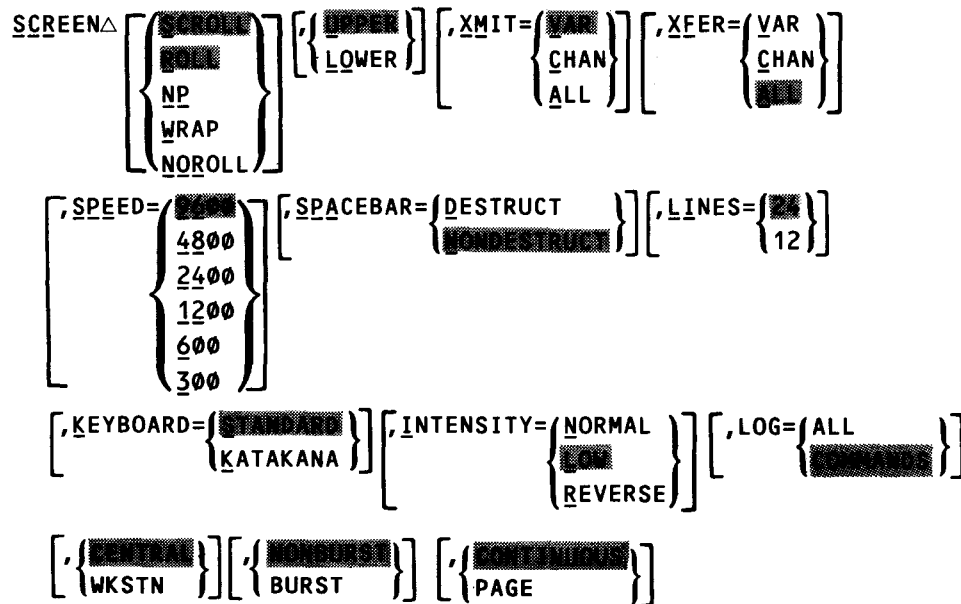 SCREEN△ [{SCROLL ROLL NP WRAP NOROLL}] [,{UPPER LOWER}] [,XMIT={VAR CHAN ALL}] [,XFER={VAR CHAN ALL}]
[,SPEED={9600 4800 2400 1200 600 300}] [,SPACEBAR={DESTRUCT NONDESTRUCT}] [,LINES={24 12}]
[,KEYBOARD={STANDARD KATAKANA}] [,INTENSITY={NORMAL LOW REVERSE}] [,LOG={ALL COMMANDS}]
[,{CENTRAL WKSTN}] [,{NONBURST BURST}] [,{CONTINUOUS PAGE}]